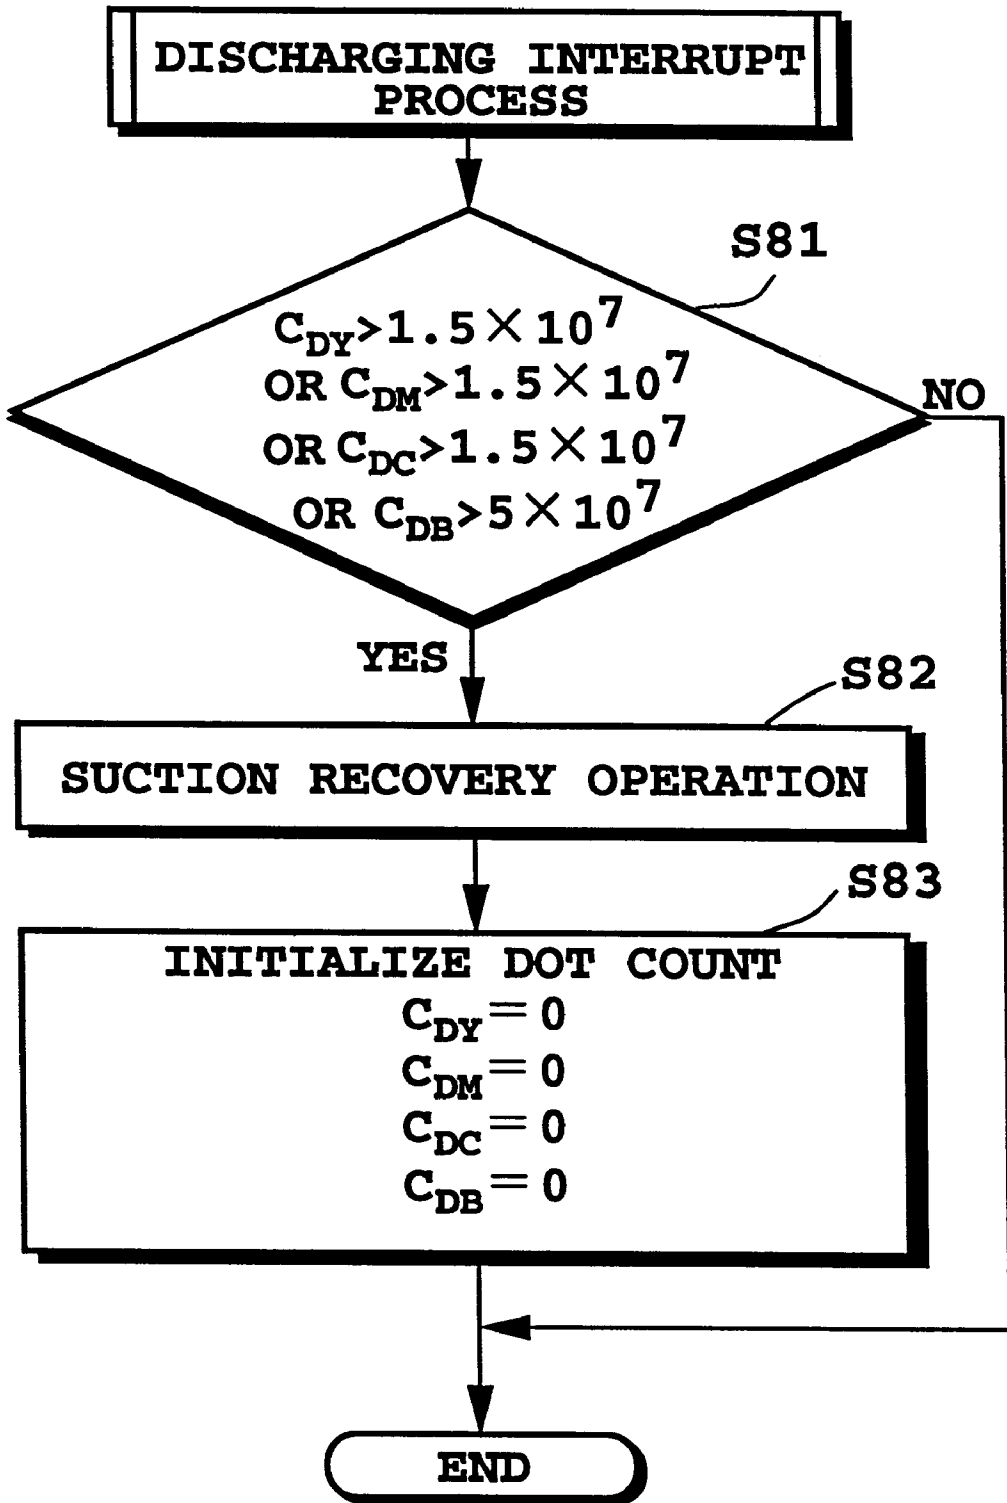 DISCHARGING INTERRUPT
PROCESS
S81
C_DY>1.5×10^7
OR C_DM>1.5×10^7
OR C_DC>1.5×10^7
OR C_DB>5×10^7
NO
YES
S82
SUCTION RECOVERY OPERATION
S83
INITIALIZE DOT COUNT
C_DY=0
C_DM=0
C_DC=0
C_DB=0
END